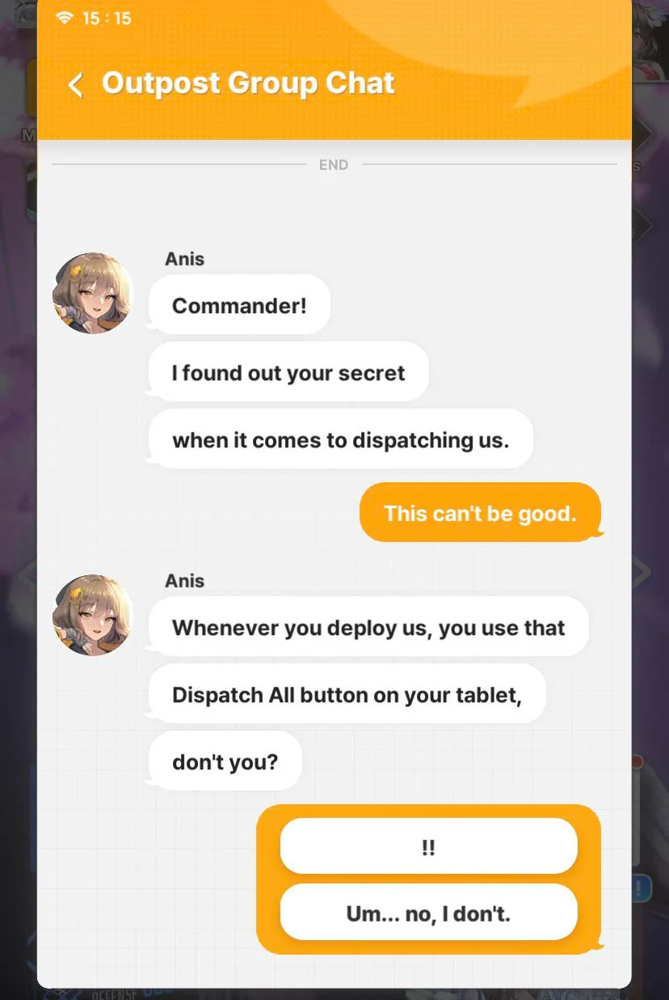 15 : 15
Outpost Group Chat
END
Anis
Commander!
I found out your secret
when it comes to dispatching us.
This can't be good.
Anis
Whenever you deploy us, you use that
Dispatch All button on your tablet,
don't you?
!!
Um... no, I don't.
DEFENSE